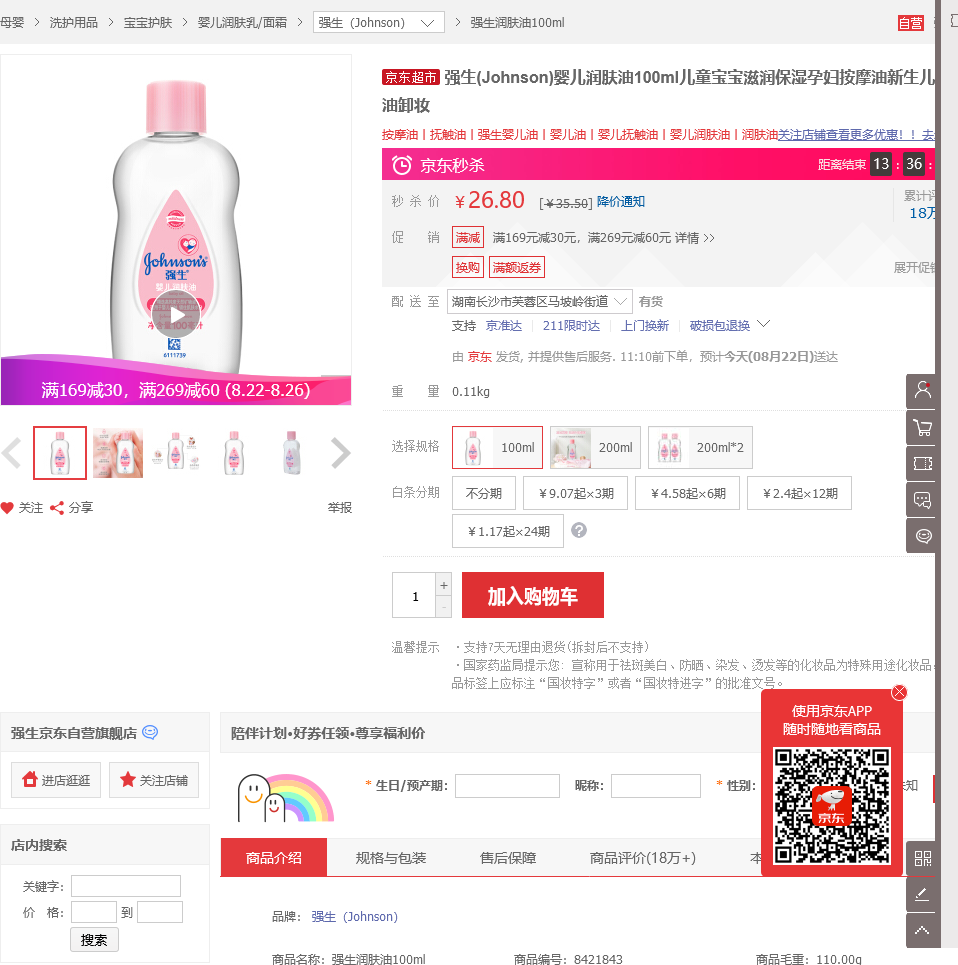 母婴 > 洗护用品 > 宝宝护肤 > 婴儿润肤乳/面霜 > 强生（Johnson） > 强生润肤油100ml
自营
京东超市 强生(Johnson)婴儿润肤油100ml儿童宝宝滋润保湿孕妇按摩油新生儿
油卸妆
按摩油丨抚触油丨强生婴儿油丨婴儿油丨婴儿抚触油丨婴儿润肤油丨润肤油关注店铺查看更多优惠！！去
京东秒杀
距离结束 13 : 36 :
秒杀价 ￥26.80 [￥35.50] 降价通知
累计评
18万
促销 满减 满169元减30元，满269元减60元 详情 >>
换购 满额返券
展开促销
配送至 湖南长沙市芙蓉区马坡岭街道 有货
支持 京准达 211限时达 上门换新 破损包退换
由 京东 发货, 并提供售后服务. 11:10前下单，预计今天(08月22日)送达
重量 0.11kg
选择规格 100ml 200ml 200ml*2
白条分期 不分期 ￥9.07起×3期 ￥4.58起×6期 ￥2.4起×12期
￥1.17起×24期 ?
1 + - 加入购物车
温馨提示 ·支持7天无理由退货(拆封后不支持)
·国家药监局提示您：宣称用于祛斑美白、防晒、染发、烫发等的化妆品为特殊用途化妆品，
品标签上应标注“国妆特字”或者“国妆特进字”的批准文号。
Johnson's
强生
婴儿润肤油
净含量100毫升
6111739
满169减30，满269减60 (8.22-8.26)
关注 分享 举报
强生京东自营旗舰店
进店逛逛 关注店铺
店内搜索
关键字：
价 格： 到
搜索
陪伴计划•好券任领•尊享福利价
* 生日/预产期： 昵称： * 性别：
未知
使用京东APP
随时随地看商品
京东
商品介绍 规格与包装 售后保障 商品评价(18万+) 本
品牌： 强生（Johnson）
商品名称：强生润肤油100ml 商品编号：8421843 商品毛重：110.00g